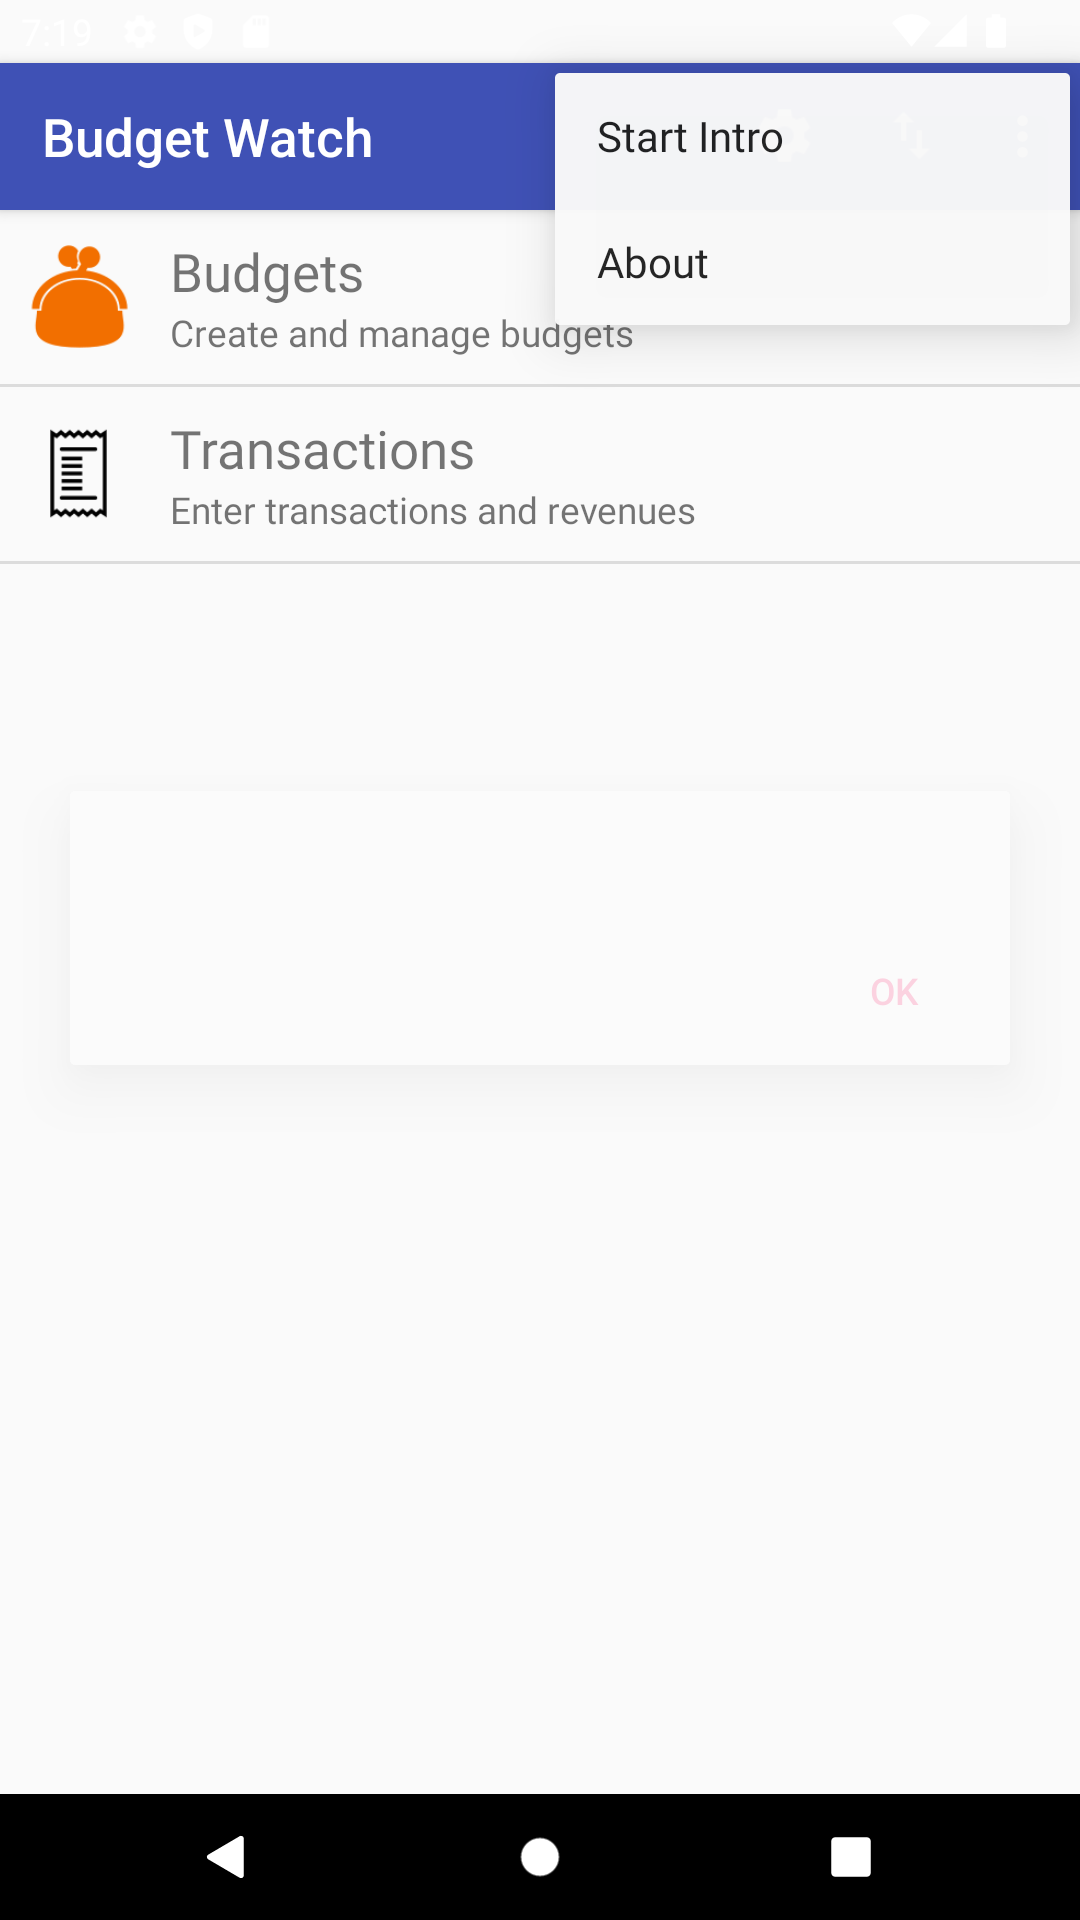 7:19
Budget Watch
Start Intro
About
Budgets
Create and manage budgets
Transactions
Enter transactions and revenues
OK